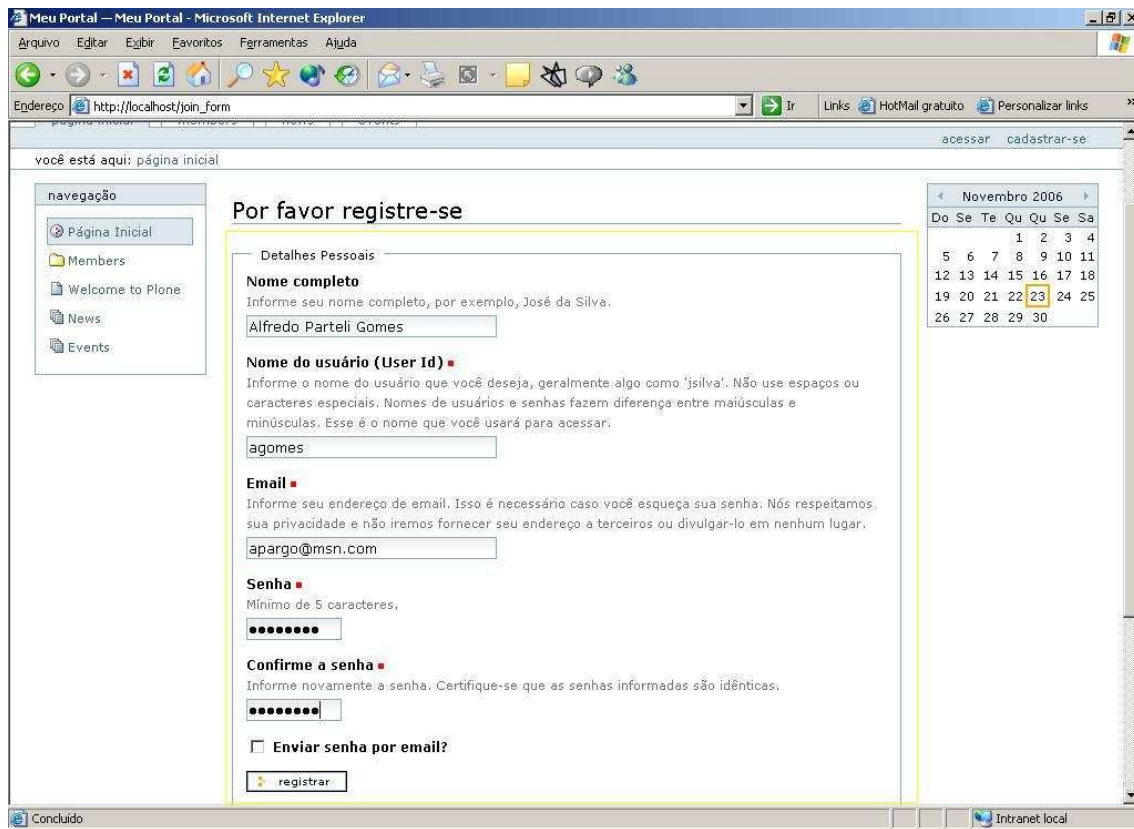 Meu Portal — Meu Portal - Microsoft Internet Explorer
Arquivo Editar Exibir Favoritos Ferramentas Ajuda
Endereço http://localhost/join_form Ir Links HotMail gratuito Personalizar links »
página inicial members news events
acessar cadastrar-se
você está aqui: página inicial
navegação
Página Inicial
Members
Welcome to Plone
News
Events
Por favor registre-se
Detalhes Pessoais
Nome completo
Informe seu nome completo, por exemplo, José da Silva.
Alfredo Parteli Gomes
Nome do usuário (User Id)
Informe o nome do usuário que você deseja, geralmente algo como 'jsilva'. Não use espaços ou
caracteres especiais. Nomes de usuários e senhas fazem diferença entre maiúsculas e
minúsculas. Esse é o nome que você usará para acessar.
agomes
Email
Informe seu endereço de email. Isso é necessário caso você esqueça sua senha. Nós respeitamos
sua privacidade e não iremos fornecer seu endereço a terceiros ou divulgar-lo em nenhum lugar.
apargo@msn.com
Senha
Mínimo de 5 caracteres.
••••••••
Confirme a senha
Informe novamente a senha. Certifique-se que as senhas informadas são idênticas.
••••••••
Enviar senha por email?
registrar
Novembro 2006
Do Se Te Qu Qu Se Sa
1 2 3 4
5 6 7 8 9 10 11
12 13 14 15 16 17 18
19 20 21 22 23 24 25
26 27 28 29 30
Concluído
Intranet local